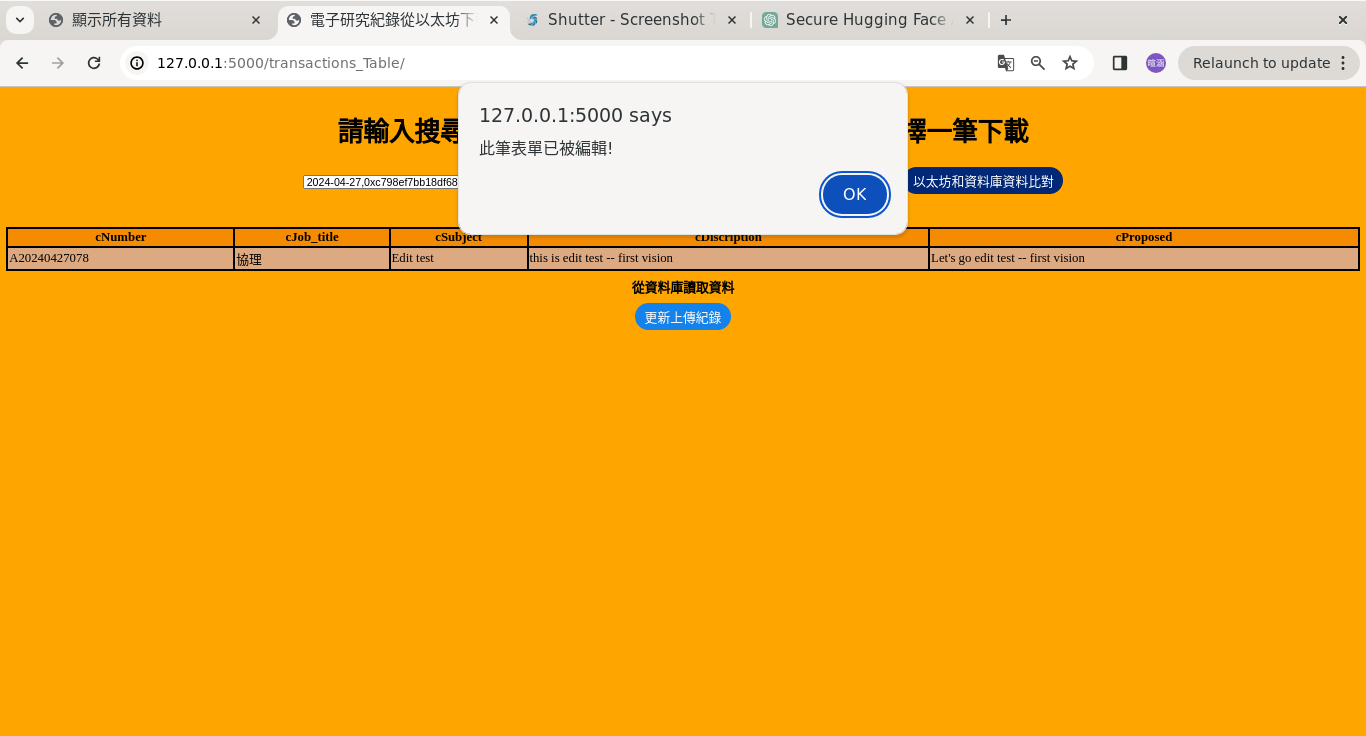 顯示所有資料
電子研究紀錄從以太坊下
Shutter - Screenshot T
Secure Hugging Face
127.0.0.1:5000/transactions_Table/
喧涵
Relaunch to update
127.0.0.1:5000 says
此筆表單已被編輯!
OK
請輸入搜尋 擇一筆下載
2024-04-27,0xc798ef7bb18df68
以太坊和資料庫資料比對
cNumber cJob_title cSubject cDiscription cProposed
A20240427078 協理 Edit test this is edit test -- first vision Let's go edit test -- first vision
從資料庫讀取資料
更新上傳紀錄